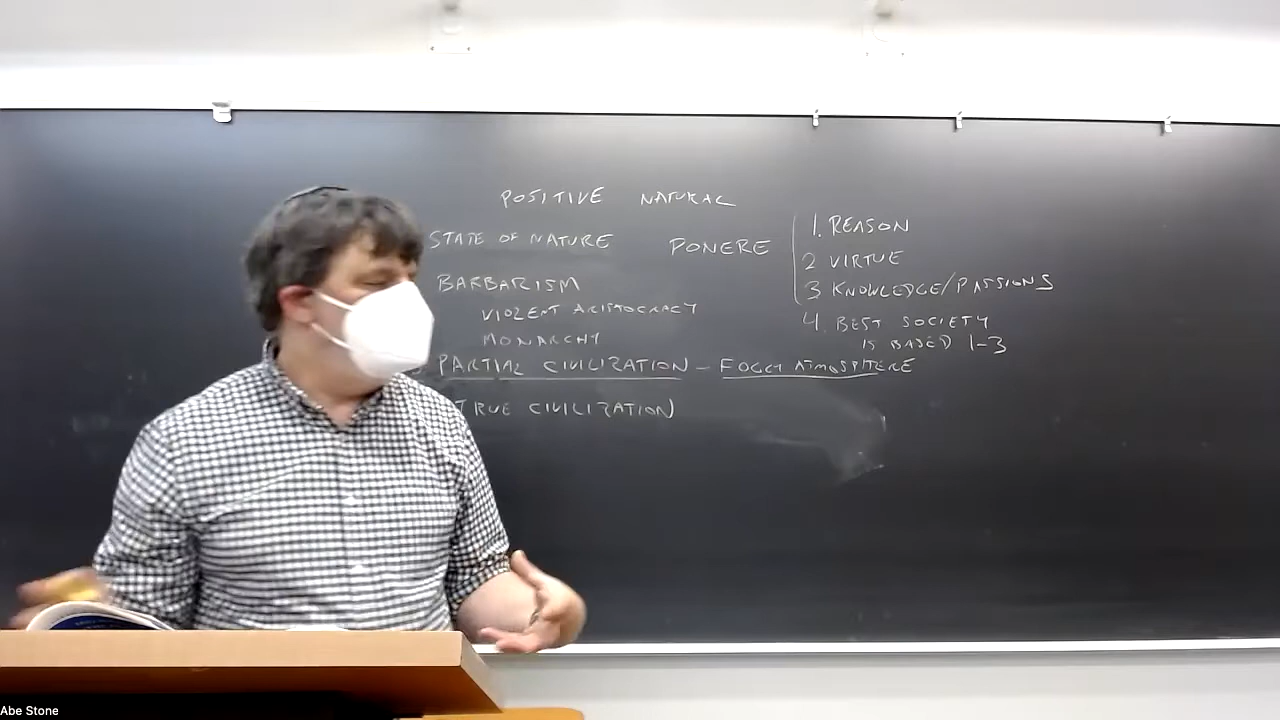 POSITIVE NATURAL
STATE OF NATURE
PONERE
BARBARISM
VIOLENT ARISTOCRACY
MONARCHY
PARTIAL CIVILIZATION - FOGGY ATMOSPHERE
TRUE CIVILIZATION
1. REASON
2 VIRTUE
3 KNOWLEDGE/PASSIONS
4. BEST SOCIETY
IS BASED 1-3
Abe Stone